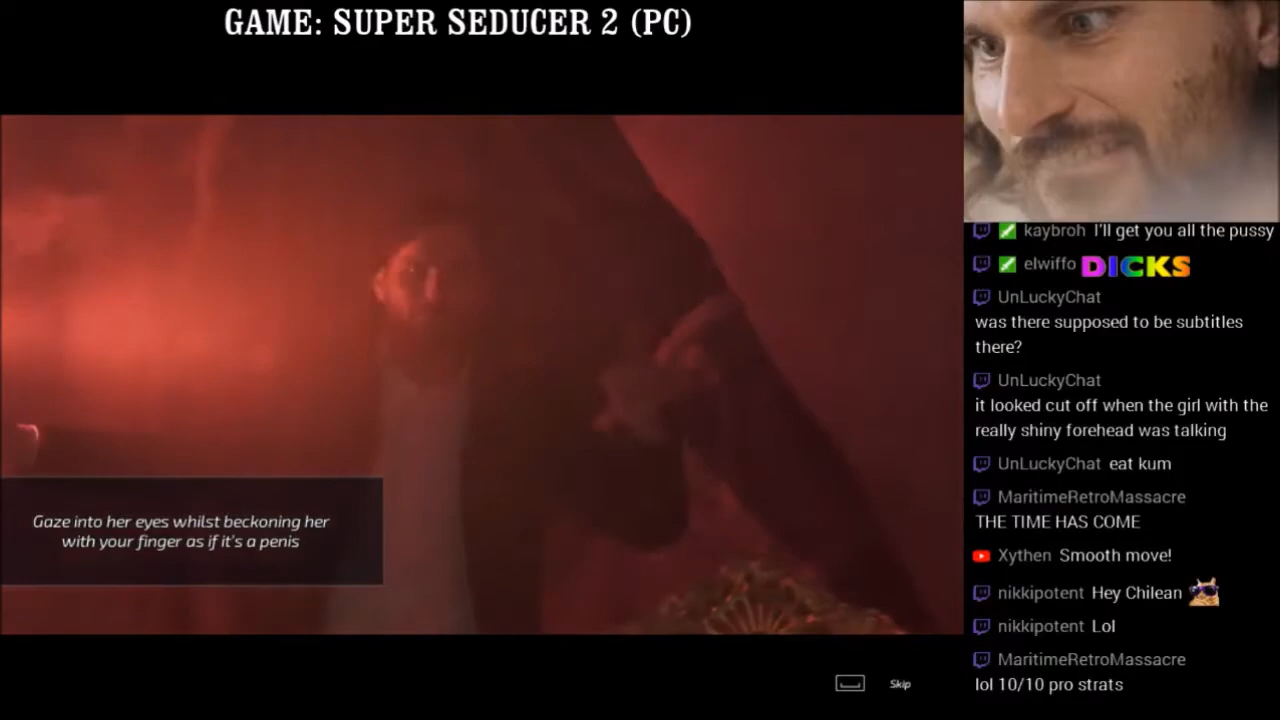 GAME: SUPER SEDUCER 2 (PC)
Gaze into her eyes whilst beckoning her
with your finger as if it's a penis
Skip
kaybroh I'll get you all the pussy
elwiffo DICKS
UnLuckyChat
was there supposed to be subtitles
there?
UnLuckyChat
it looked cut off when the girl with the
really shiny forehead was talking
UnLuckyChat eat kum
MaritimeRetroMassacre
THE TIME HAS COME
Xythen Smooth move!
nikkipotent Hey Chilean
nikkipotent Lol
MaritimeRetroMassacre
lol 10/10 pro strats